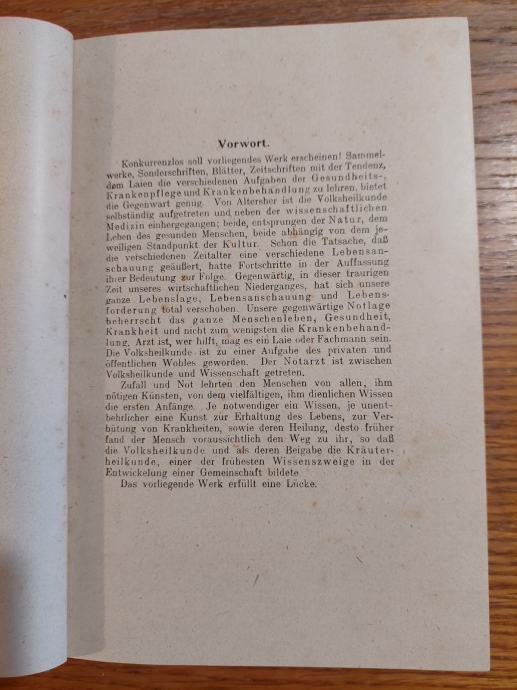 Vorwort.
Konkurrenzlos soll vorliegendes Werk erscheinen! Sammel-
werke, Sonderschriften, Blätter, Zeitschriften mit der Tendenz,
dem Laien die verschiedenen Aufgaben der Gesundheits-,
Krankenpflege und Krankenbehandlung zu lehren, bietet
die Gegenwart genug. Von Altersher ist die Volksheilkunde
selbständig aufgetreten und neben der wissenschaftlichen
Medizin einhergegangen; beide, entsprungen der Natur, dem
Leben des gesunden Menschen, beide abhängig von dem je-
weiligen Standpunkt der Kultur. Schon die Tatsache, daß
die verschiedenen Zeitalter eine verschiedene Lebensan-
schauung geäußert, hatte Fortschritte in der Auffassung
ihrer Bedeutung zur Folge. Gegenwärtig, in dieser traurigen
Zeit unseres wirtschaftlichen Niederganges, hat sich unsere
ganze Lebenslage, Lebensanschauung und Lebens-
forderung total verschoben. Unsere gegenwärtige Notlage
beherrscht das ganze Menschenleben, Gesundheit,
Krankheit und nicht zum wenigsten die Krankenbehand-
lung. Arzt ist, wer hilft, mag es ein Laie oder Fachmann sein.
Die Volksheilkunde ist zu einer Aufgabe des privaten und
öffentlichen Wohles geworden. Der Notarzt ist zwischen
Volksheilkunde und Wissenschaft getreten.
Zufall und Not lehrten den Menschen von allen, ihm
nötigen Künsten, von dem vielfältigen, ihm dienlichen Wissen
die ersten Anfänge. Je notwendiger ein Wissen, je unent-
behrlicher eine Kunst zur Erhaltung des Lebens, zur Ver-
hütung von Krankheiten, sowie deren Heilung, desto früher
fand der Mensch voraussichtlich den Weg zu ihr, so daß
die Volksheilkunde und als deren Beigabe die Kräuter-
heilkunde, einer der frühesten Wissenszweige in der
Entwickelung einer Gemeinschaft bildete
Das vorliegende Werk erfüllt eine Lücke.